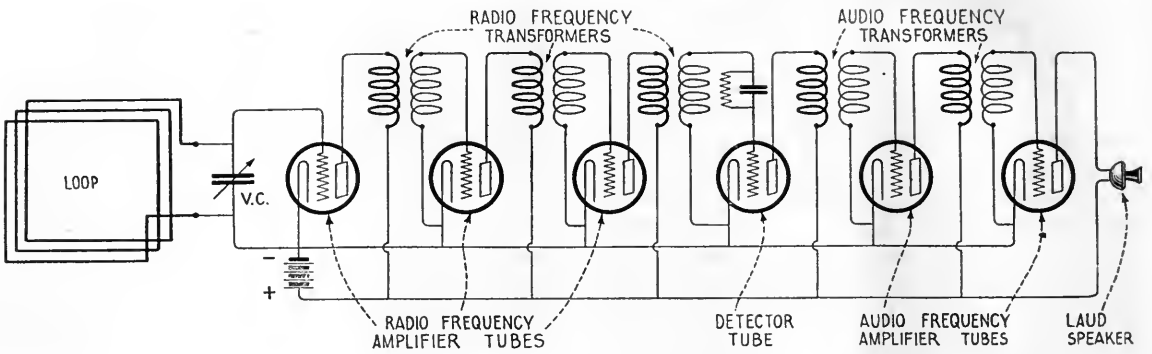 RADIO FREQUENCY
TRANSFORMERS
AUDIO FREQUENCY
TRANSFORMERS
LOOP
V.C.
-
+
RADIO FREQUENCY
AMPLIFIER TUBES
DETECTOR
TUBE
AUDIO FREQUENCY
AMPLIFIER TUBES
LAUD
SPEAKER